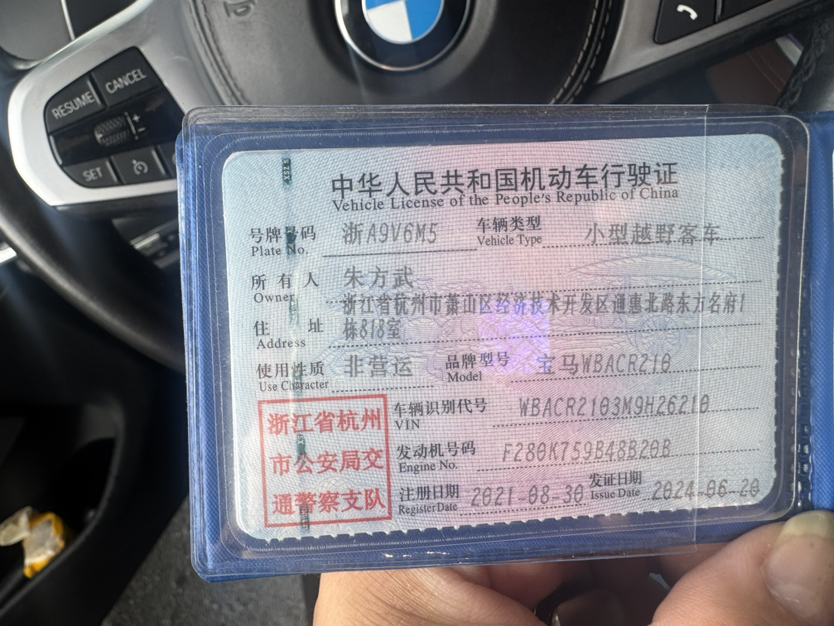 RESUME
CANCEL
+
-
SET
中华人民共和国机动车行驶证
Vehicle License of the People's Republic of China
号牌号码 浙A9V6M5 车辆类型 小型越野客车
Plate No. Vehicle Type
所有人 朱方武
Owner
浙江省杭州市萧山区经济技术开发区通惠北路东方名府1
住址 栋818室
Address
使用性质 非营运 品牌型号 宝马WBACR210
Use Character Model
浙江省杭州
市公安局交
通警察支队
车辆识别代号 WBACR2103M9H26210
VIN
发动机号码 F280K759B48B20B
Engine No.
注册日期 2021-08-30 发证日期 2024-06-20
Register Date Issue Date